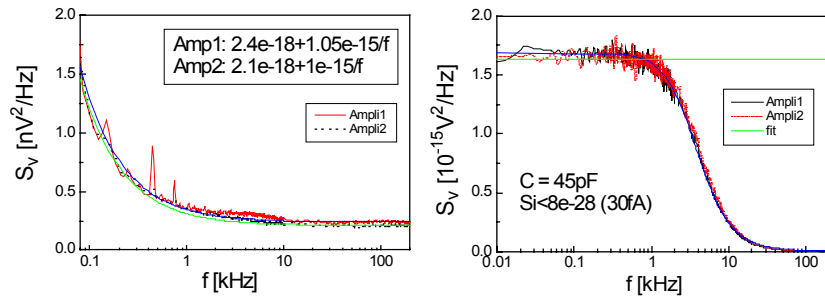 Amp1: 2.4e-18+1.05e-15/f
Amp2: 2.1e-18+1e-15/f
Ampli1
Ampli2
2.0
1.5
1.0
0.5
0.0
Sv [nV²/Hz]
0.1 1 10 100
f [kHz]
2.0
1.5
1.0
0.5
0.0
Sv [10⁻¹⁵V²/Hz]
Ampli1
Ampli2
fit
C = 45pF
Si<8e-28 (30fA)
0.01 0.1 1 10 100
f [kHz]